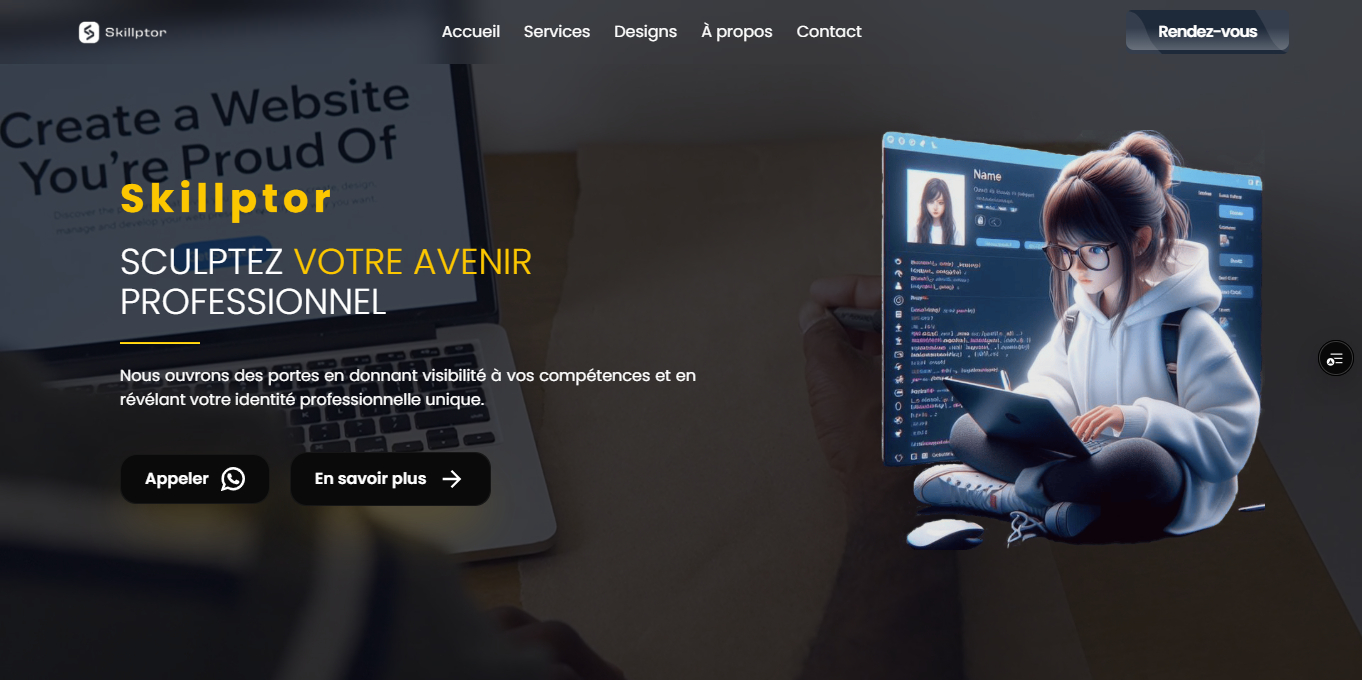 Skillptor
Accueil Services Designs À propos Contact
Rendez-vous
Create a Website
You're Proud Of
Skillptor
SCULPTEZ VOTRE AVENIR
PROFESSIONNEL
Nous ouvrons des portes en donnant visibilité à vos compétences et en
révélant votre identité professionnelle unique.
Appeler
En savoir plus
Name